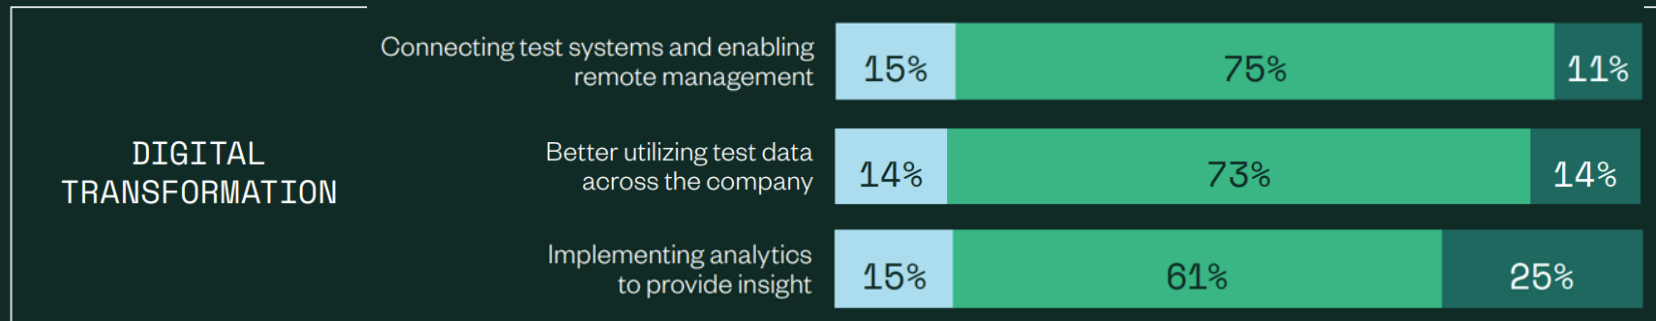 DIGITAL
TRANSFORMATION
Connecting test systems and enabling
remote management
15% 75% 11%
Better utilizing test data
across the company
14% 73% 14%
Implementing analytics
to provide insight
15% 61% 25%